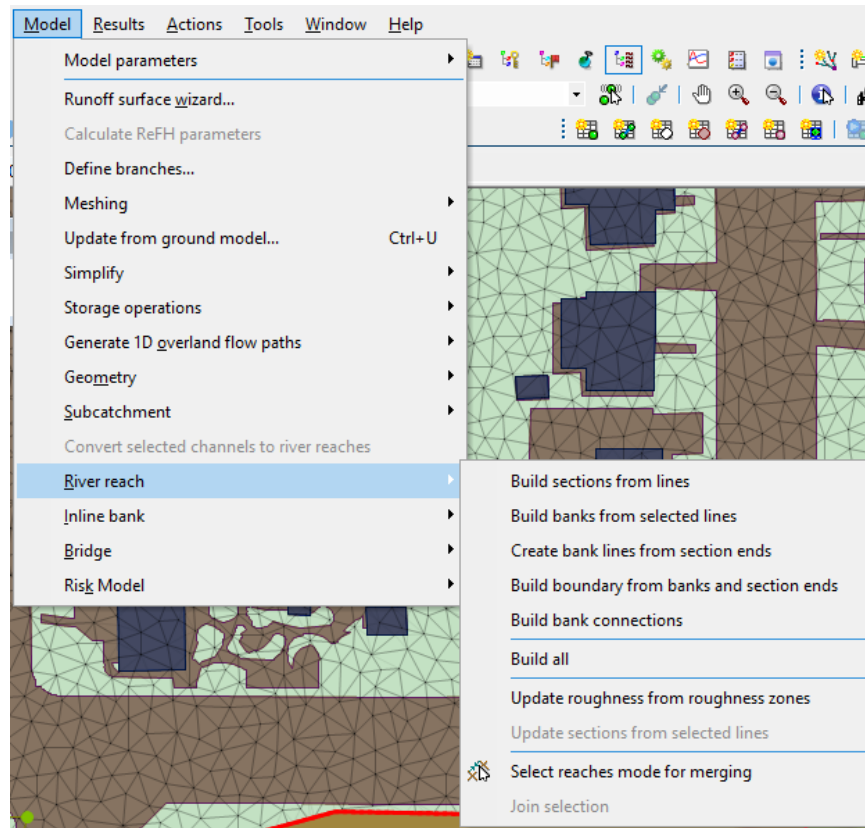 Model Results Actions Tools Window Help
Model parameters
Runoff surface wizard...
Calculate ReFH parameters
Define branches...
Meshing
Update from ground model... Ctrl+U
Simplify
Storage operations
Generate 1D overland flow paths
Geometry
Subcatchment
Convert selected channels to river reaches
River reach
Inline bank
Bridge
Risk Model
Build sections from lines
Build banks from selected lines
Create bank lines from section ends
Build boundary from banks and section ends
Build bank connections
Build all
Update roughness from roughness zones
Update sections from selected lines
Select reaches mode for merging
Join selection